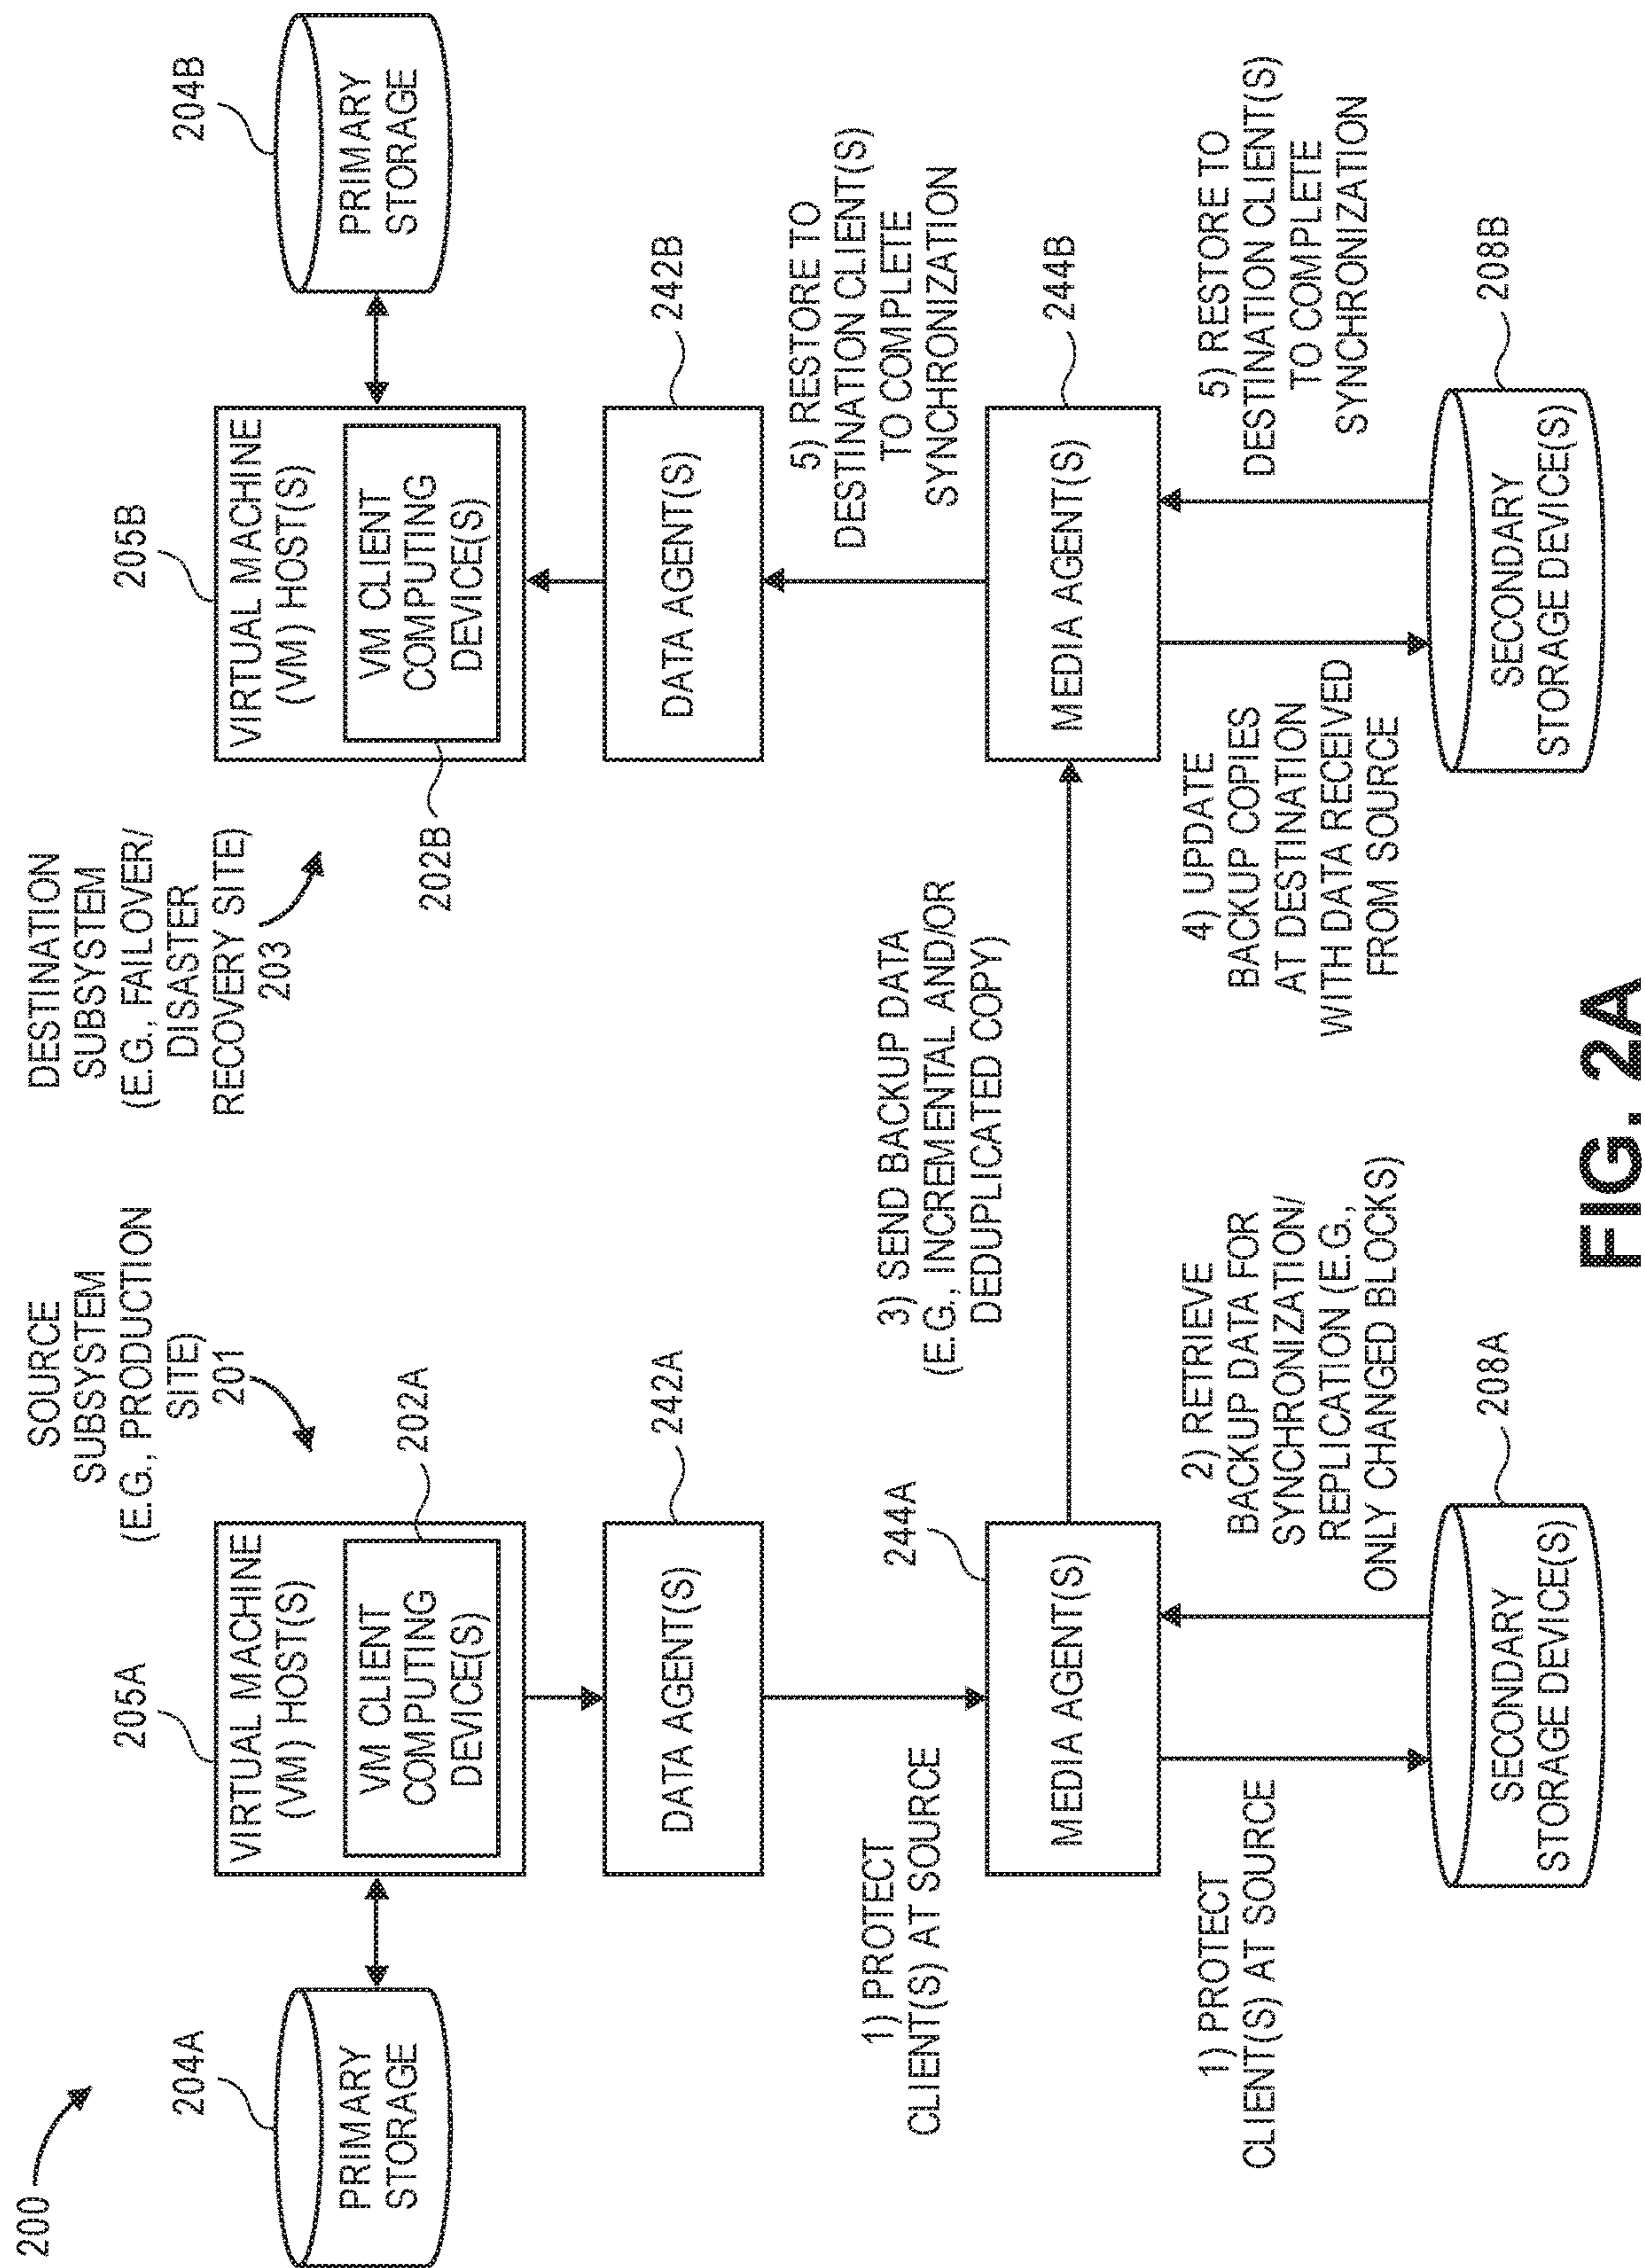 200
SOURCE
SUBSYSTEM
(E.G., PRODUCTION
SITE)
201
DESTINATION
SUBSYSTEM
(E.G., FAILOVER/
DISASTER
RECOVERY SITE)
203
204A
PRIMARY
STORAGE
205A
VIRTUAL MACHINE
(VM) HOST(S)
VM CLIENT
COMPUTING
DEVICE(S)
202A
205B
VIRTUAL MACHINE
(VM) HOST(S)
VM CLIENT
COMPUTING
DEVICE(S)
202B
204B
PRIMARY
STORAGE
DATA AGENT(S)
242A
DATA AGENT(S)
242B
1) PROTECT
CLIENT(S) AT SOURCE
244A
3) SEND BACKUP DATA
(E.G., INCREMENTAL AND/OR
DEDUPLICATED COPY)
5) RESTORE TO
DESTINATION CLIENT(S)
TO COMPLETE
SYNCHRONIZATION
MEDIA AGENT(S)
MEDIA AGENT(S)
244B
1) PROTECT
CLIENT(S) AT SOURCE
2) RETRIEVE
BACKUP DATA FOR
SYNCHRONIZATION/
REPLICATION (E.G.,
ONLY CHANGED BLOCKS)
4) UPDATE
BACKUP COPIES
AT DESTINATION
WITH DATA RECEIVED
FROM SOURCE
5) RESTORE TO
DESTINATION CLIENT(S)
TO COMPLETE
SYNCHRONIZATION
SECONDARY
STORAGE DEVICE(S)
208A
SECONDARY
STORAGE DEVICE(S)
208B
FIG. 2A